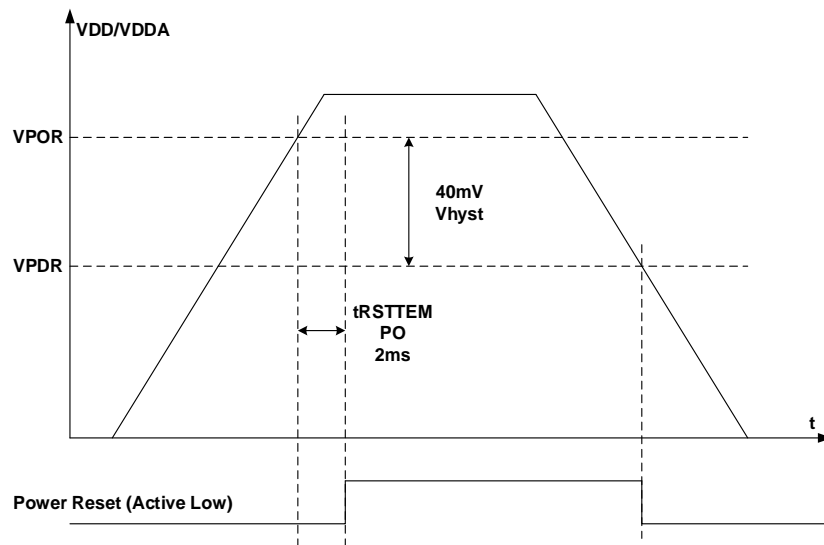 VDD/VDDA
VPOR
40mV
Vhyst
VPDR
tRSTTEM
PO
2ms
t
Power Reset (Active Low)